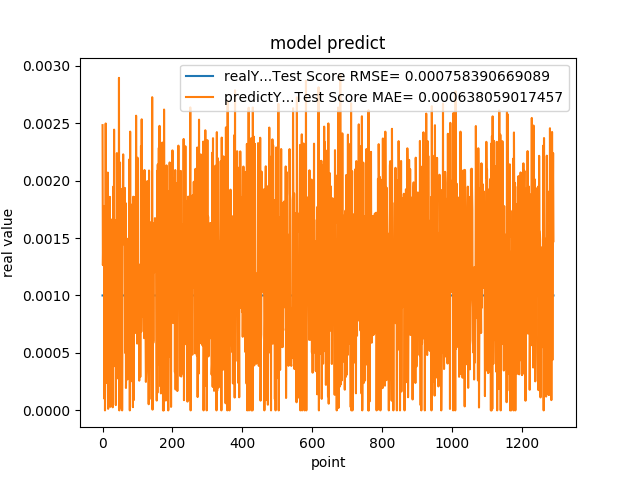 model predict
realY...Test Score RMSE= 0.000758390669089
predictY...Test Score MAE= 0.000638059017457
real value
0.0030
0.0025
0.0020
0.0015
0.0010
0.0005
0.0000
0 200 400 600 800 1000 1200
point